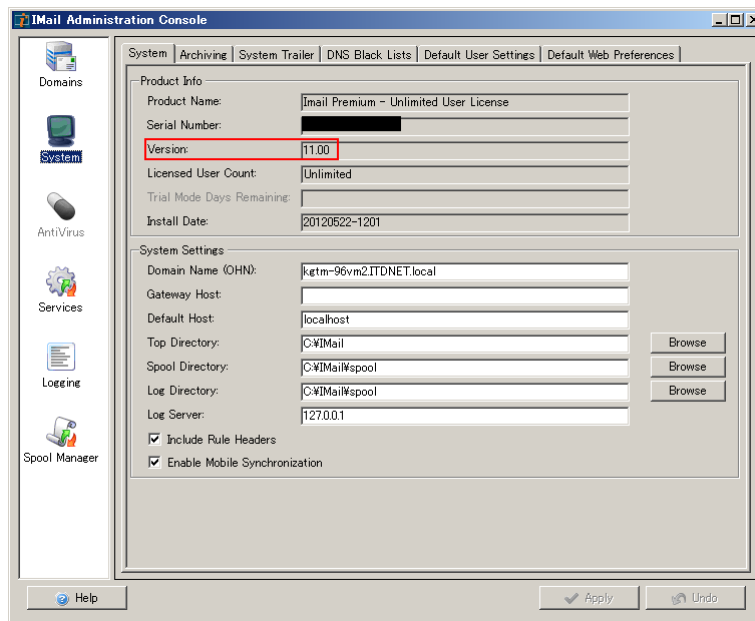 IMail Administration Console
Domains
System
AntiVirus
Services
Logging
Spool Manager
System Archiving System Trailer DNS Black Lists Default User Settings Default Web Preferences
Product Info
Product Name: Imail Premium - Unlimited User License
Serial Number:
Version: 11.00
Licensed User Count: Unlimited
Trial Mode Days Remaining:
Install Date: 20120522-1201
System Settings
Domain Name (OHN): kgtm-96vm2.ITDNET.local
Gateway Host:
Default Host: localhost
Top Directory: C:¥IMail Browse
Spool Directory: C:¥IMail¥spool Browse
Log Directory: C:¥IMail¥spool Browse
Log Server: 127.0.0.1
Include Rule Headers
Enable Mobile Synchronization
Help Apply Undo